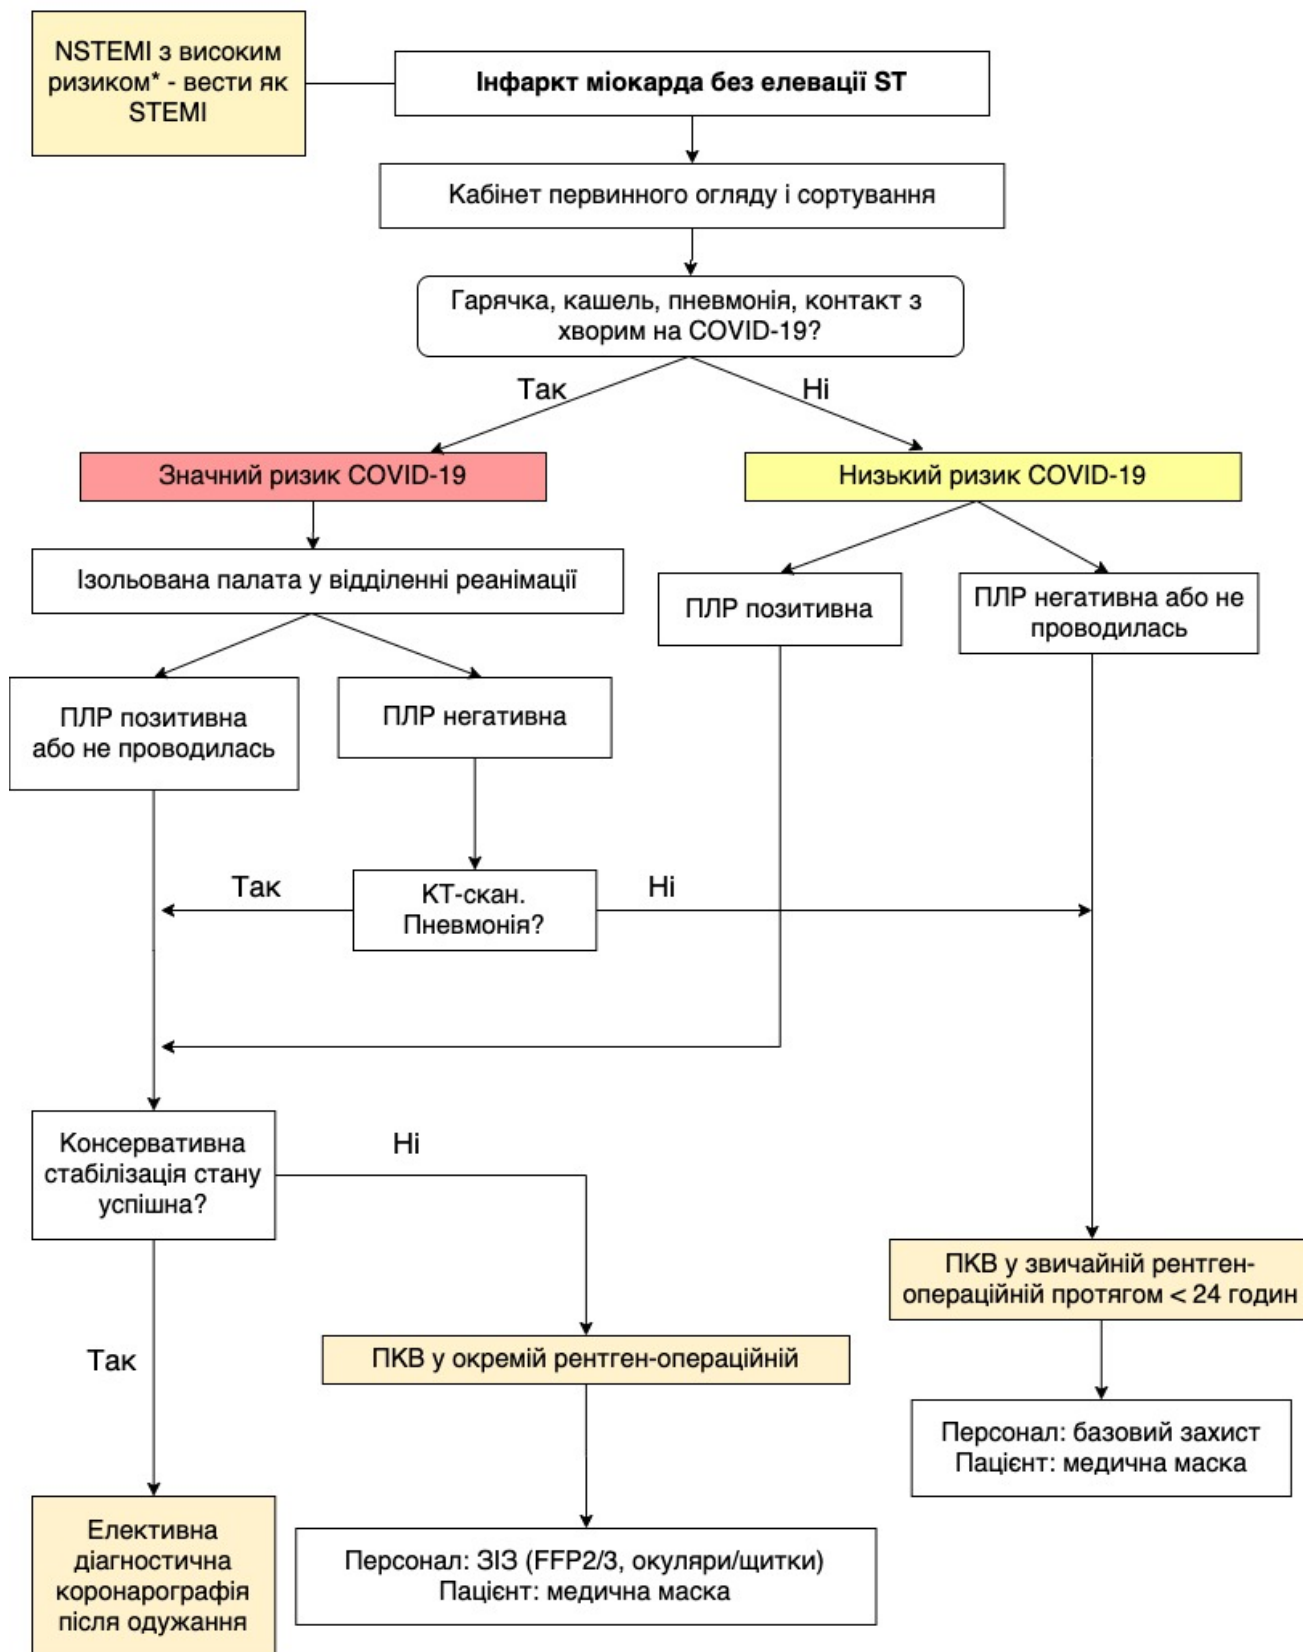 NSTEMI з високим
ризиком* - вести як
STEMI
Інфаркт міокарда без елевації ST
Кабінет первинного огляду і сортування
Гарячка, кашель, пневмонія, контакт з
хворим на COVID-19?
Так
Ні
Значний ризик COVID-19
Низький ризик COVID-19
Ізольована палата у відділенні реанімації
ПЛР позитивна
ПЛР негативна або не
проводилась
ПЛР позитивна
або не проводилась
ПЛР негативна
Так
КТ-скан.
Пневмонія?
Ні
Консервативна
стабілізація стану
успішна?
Ні
ПКВ у звичайній рентген-
операційній протягом < 24 годин
Так
ПКВ у окремій рентген-операційній
Персонал: базовий захист
Пацієнт: медична маска
Елективна
діагностична
коронарографія
після одужання
Персонал: ЗІЗ (FFP2/3, окуляри/щитки)
Пацієнт: медична маска